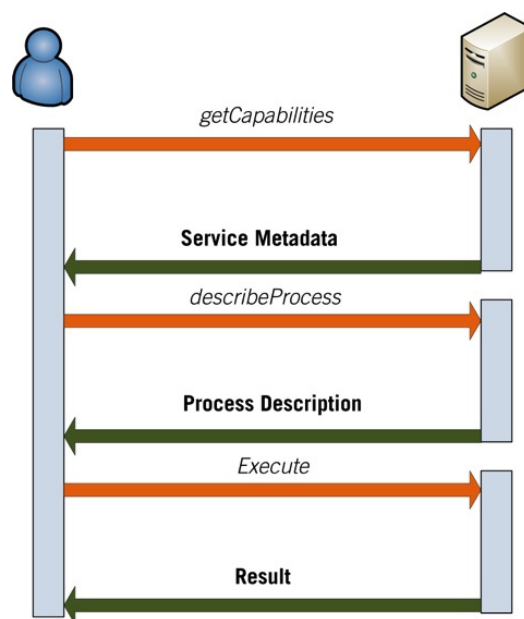 getCapabilities
Service Metadata
describeProcess
Process Description
Execute
Result